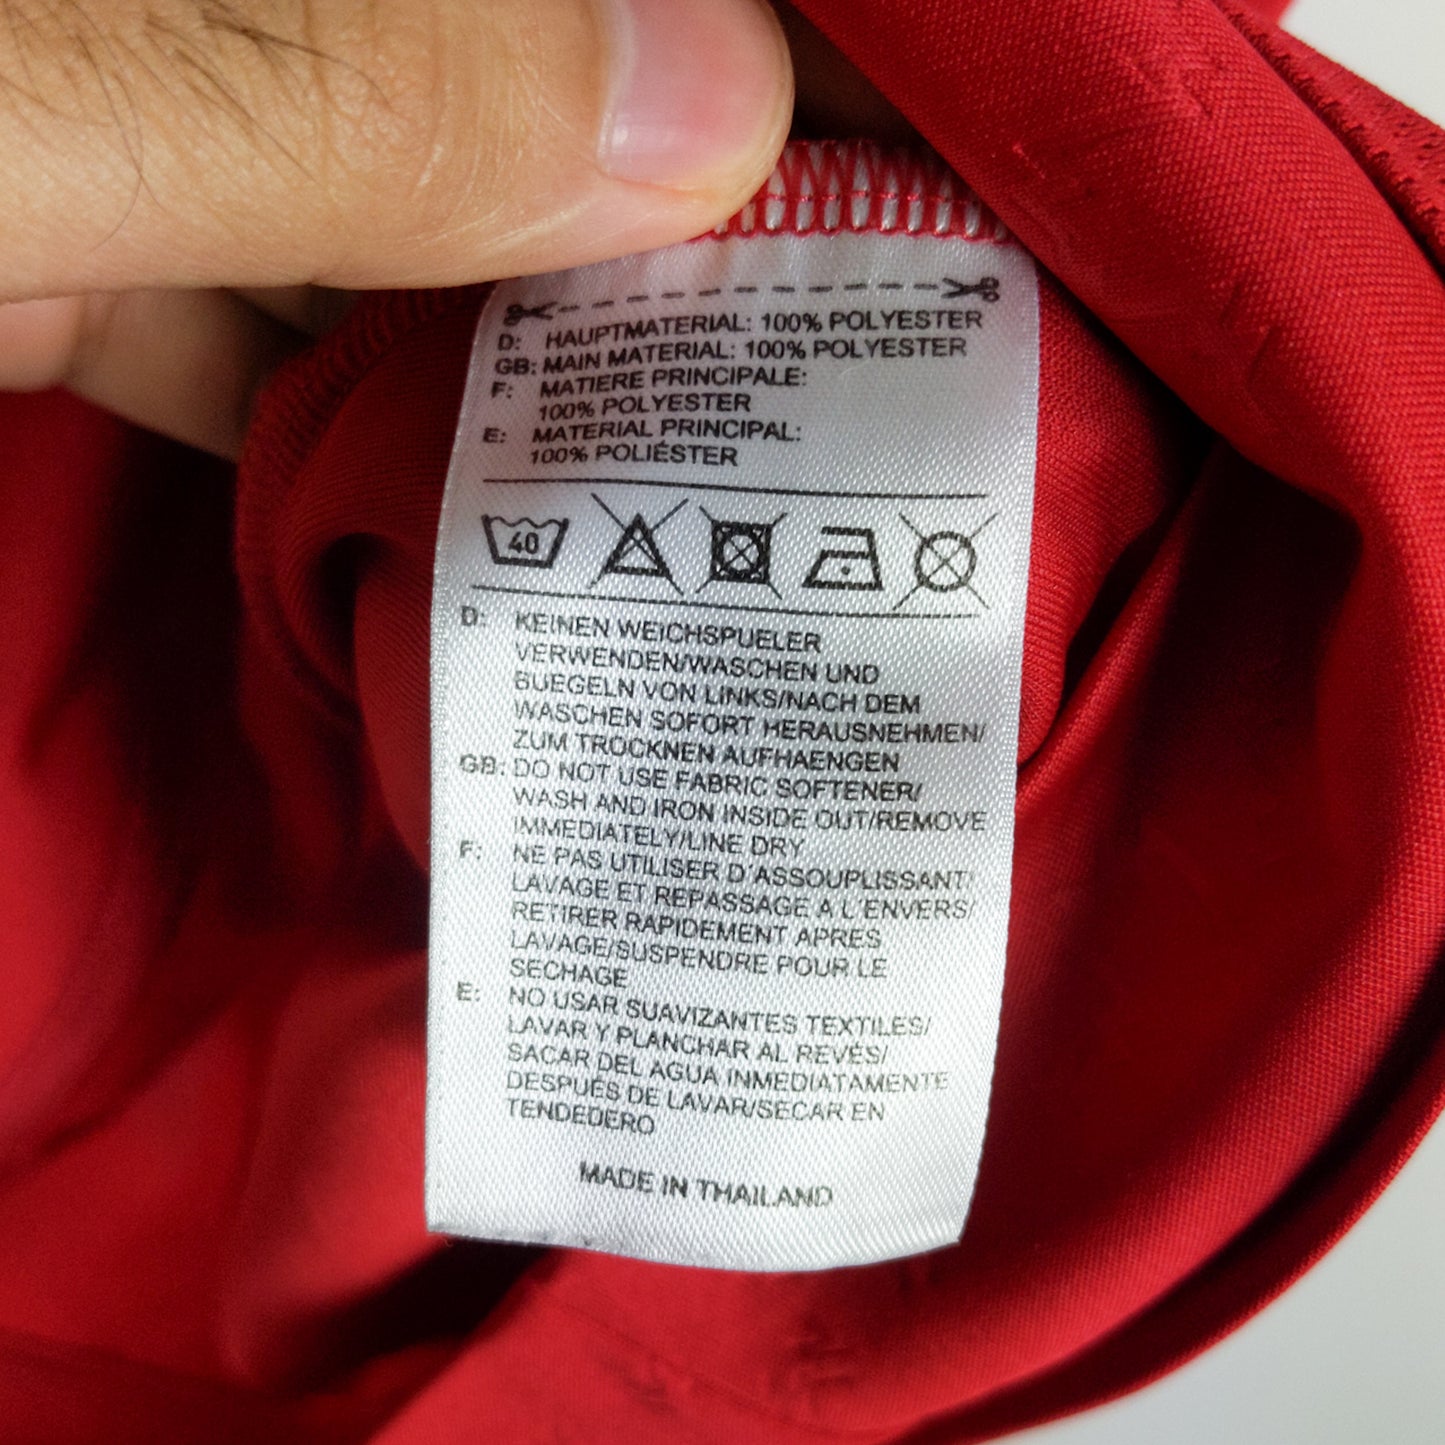 D: HAUPTMATERIAL: 100% POLYESTER
GB: MAIN MATERIAL: 100% POLYESTER
F: MATIERE PRINCIPALE:
100% POLYESTER
E: MATERIAL PRINCIPAL:
100% POLIÉSTER
40
D: KEINEN WEICHSPUELER
VERWENDEN/WASCHEN UND
BUEGELN VON LINKS/NACH DEM
WASCHEN SOFORT HERAUSNEHMEN/
ZUM TROCKNEN AUFHAENGEN
GB: DO NOT USE FABRIC SOFTENER/
WASH AND IRON INSIDE OUT/REMOVE
IMMEDIATELY/LINE DRY
F: NE PAS UTILISER D'ASSOUPLISSANT/
LAVAGE ET REPASSAGE A L'ENVERS/
RETIRER RAPIDEMENT APRES
LAVAGE/SUSPENDRE POUR LE
SECHAGE
E: NO USAR SUAVIZANTES TEXTILES/
LAVAR Y PLANCHAR AL REVÉS/
SACAR DEL AGUA INMEDIATAMENTE
DESPUÉS DE LAVAR/SECAR EN
TENDEDERO
MADE IN THAILAND